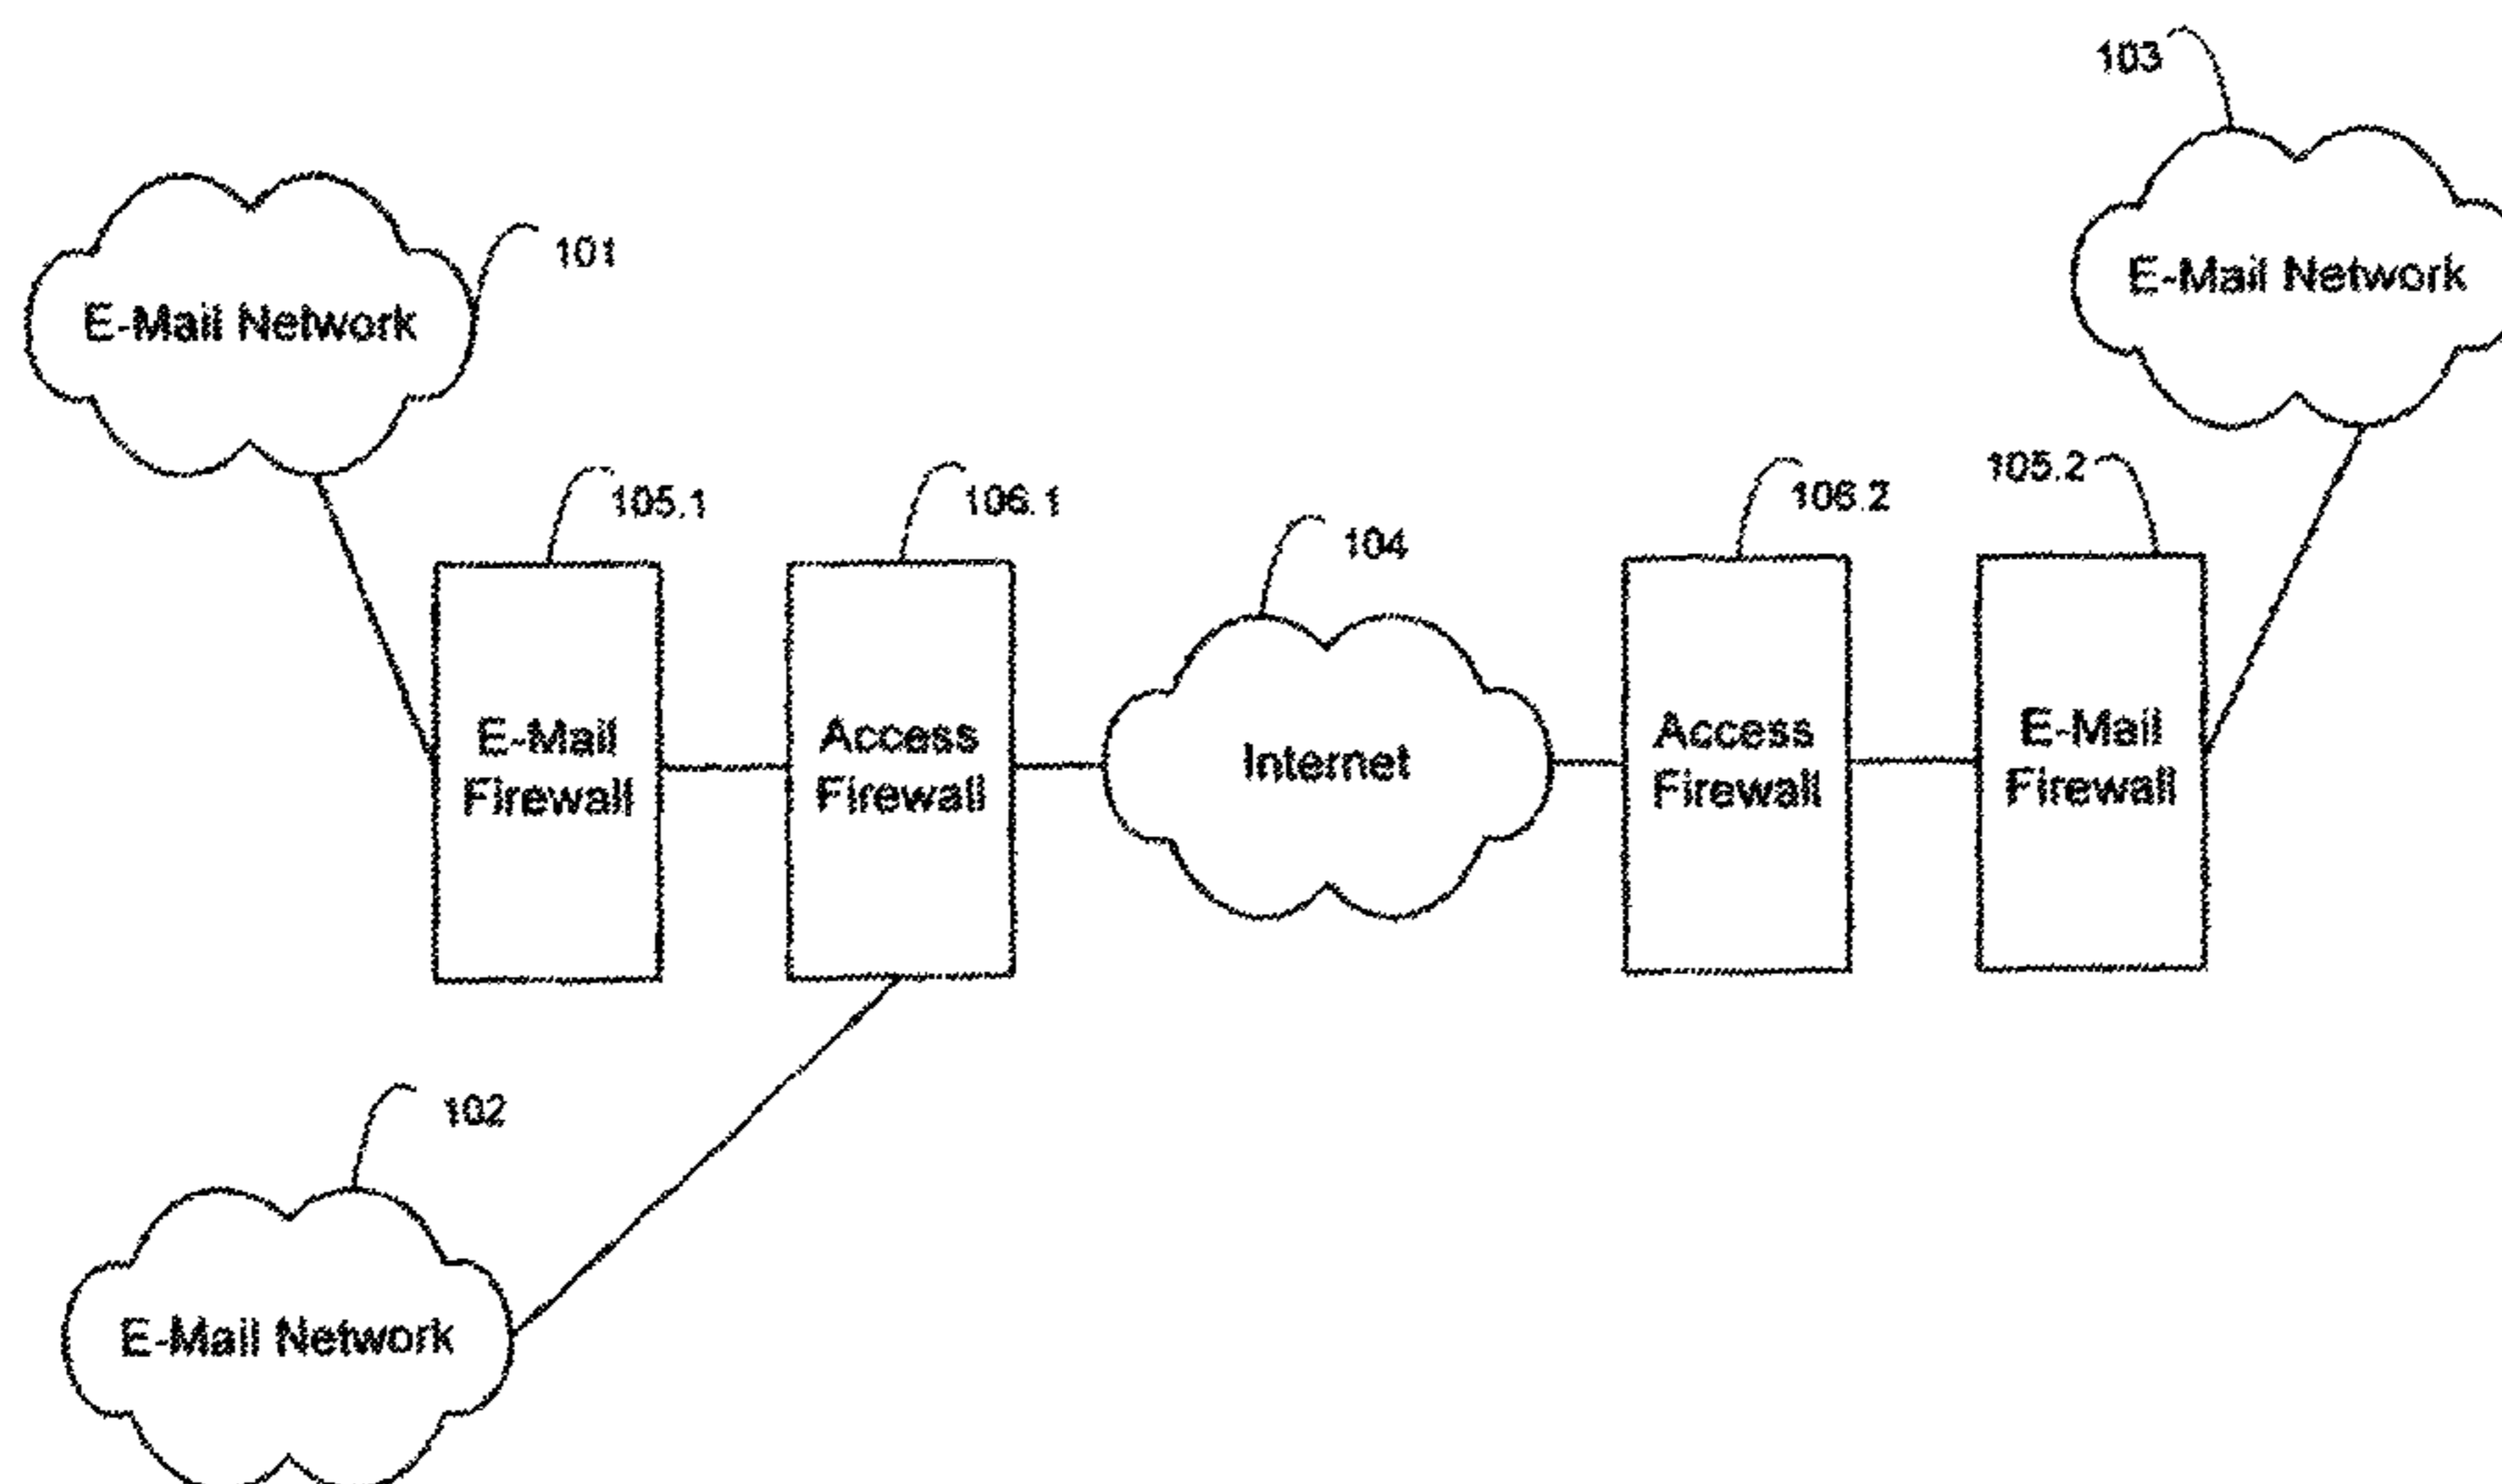 103
101
E-Mail Network
E-Mail Network
105.1
106.1
104
106.2
105.2
E-Mail
Firewall
Access
Firewall
Internet
Access
Firewall
E-Mail
Firewall
102
E-Mail Network